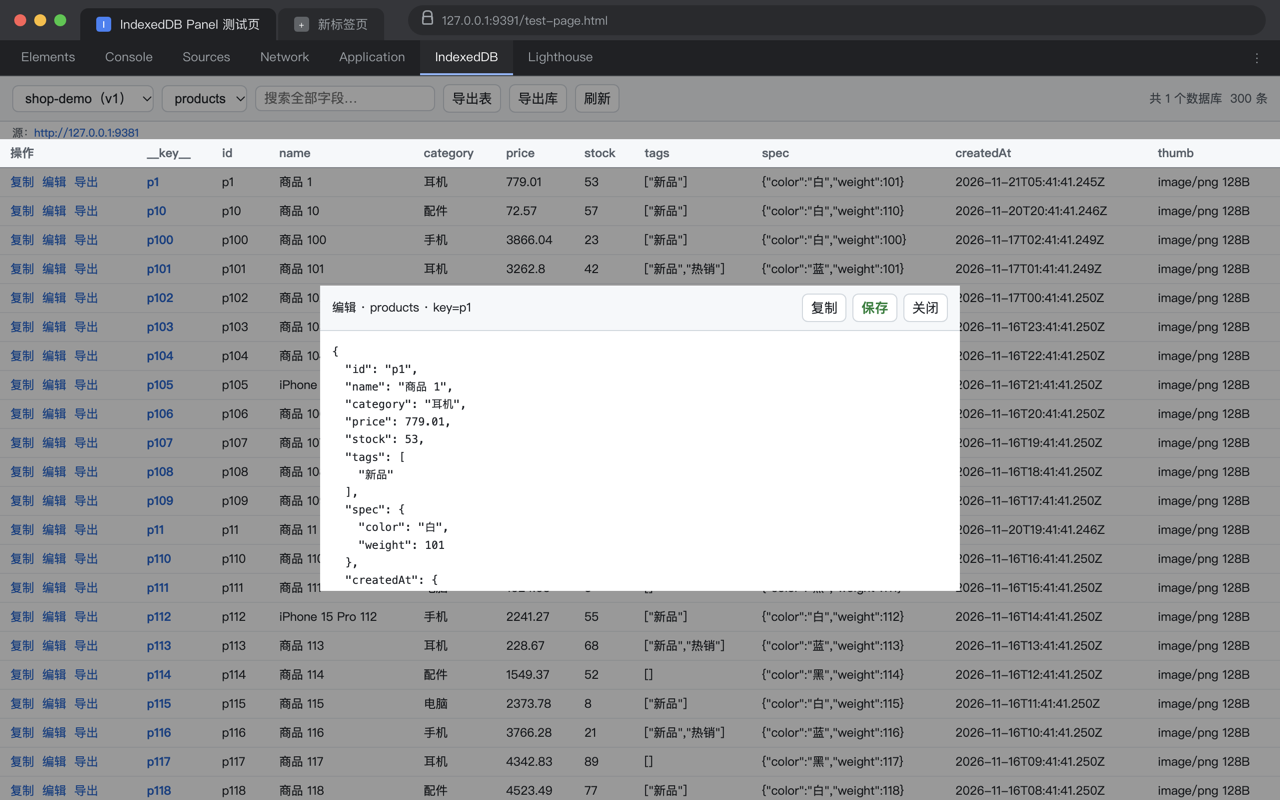 IndexedDB Panel 测试页
新标签页
127.0.0.1:9391/test-page.html
Elements Console Sources Network Application IndexedDB Lighthouse
shop-demo（v1） products 搜索全部字段... 导出表 导出库 刷新 共 1 个数据库 300 条
源：http://127.0.0.1:9381
操作 __key__ id name category price stock tags spec createdAt thumb
复制 编辑 导出 p1 p1 商品 1 耳机 779.01 53 ["新品"] {"color":"白","weight":101} 2026-11-21T05:41:41.245Z image/png 128B
复制 编辑 导出 p10 p10 商品 10 配件 72.57 57 ["新品"] {"color":"白","weight":110} 2026-11-20T20:41:41.246Z image/png 128B
复制 编辑 导出 p100 p100 商品 100 手机 3866.04 23 ["新品"] {"color":"白","weight":100} 2026-11-17T02:41:41.249Z image/png 128B
复制 编辑 导出 p101 p101 商品 101 耳机 3262.8 42 ["新品","热销"] {"color":"蓝","weight":101} 2026-11-17T01:41:41.249Z image/png 128B
复制 编辑 导出 p102 p102 商品 2026-11-17T00:41:41.250Z image/png 128B
复制 编辑 导出 p103 p103 商品 2026-11-16T23:41:41.250Z image/png 128B
复制 编辑 导出 p104 p104 商品 2026-11-16T22:41:41.250Z image/png 128B
复制 编辑 导出 p105 p105 iPhone 2026-11-16T21:41:41.250Z image/png 128B
复制 编辑 导出 p106 p106 商品 2026-11-16T20:41:41.250Z image/png 128B
复制 编辑 导出 p107 p107 商品 2026-11-16T19:41:41.250Z image/png 128B
复制 编辑 导出 p108 p108 商品 2026-11-16T18:41:41.250Z image/png 128B
复制 编辑 导出 p109 p109 商品 2026-11-16T17:41:41.250Z image/png 128B
复制 编辑 导出 p11 p11 商品 11 2026-11-20T19:41:41.246Z image/png 128B
复制 编辑 导出 p110 p110 商品 110 2026-11-16T16:41:41.250Z image/png 128B
复制 编辑 导出 p111 p111 商品 111 2026-11-16T15:41:41.250Z image/png 128B
复制 编辑 导出 p112 p112 iPhone 15 Pro 112 手机 2241.27 55 ["新品"] {"color":"白","weight":112} 2026-11-16T14:41:41.250Z image/png 128B
复制 编辑 导出 p113 p113 商品 113 手机 228.67 68 ["新品","热销"] {"color":"蓝","weight":113} 2026-11-16T13:41:41.250Z image/png 128B
复制 编辑 导出 p114 p114 商品 114 配件 1549.37 52 [] {"color":"黑","weight":114} 2026-11-16T12:41:41.250Z image/png 128B
复制 编辑 导出 p115 p115 商品 115 电脑 2373.78 8 ["新品"] {"color":"白","weight":115} 2026-11-16T11:41:41.250Z image/png 128B
复制 编辑 导出 p116 p116 商品 116 手机 3766.28 21 ["新品","热销"] {"color":"蓝","weight":116} 2026-11-16T10:41:41.250Z image/png 128B
复制 编辑 导出 p117 p117 商品 117 耳机 4342.83 89 [] {"color":"黑","weight":117} 2026-11-16T09:41:41.250Z image/png 128B
复制 编辑 导出 p118 p118 商品 118 配件 4523.49 77 ["新品"] {"color":"白","weight":118} 2026-11-16T08:41:41.250Z image/png 128B
编辑 · products · key=p1 复制 保存 关闭
{
"id": "p1",
"name": "商品 1",
"category": "耳机",
"price": 779.01,
"stock": 53,
"tags": [
"新品"
],
"spec": {
"color": "白",
"weight": 101
},
"createdAt": {